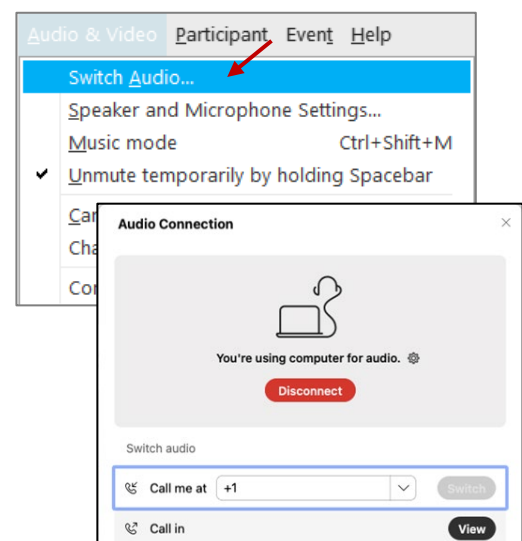 Audio & Video Participant Event Help
Switch Audio...
Speaker and Microphone Settings...
Music mode Ctrl+Shift+M
Unmute temporarily by holding Spacebar
Audio Connection
You're using computer for audio.
Disconnect
Switch audio
Call me at +1 Switch
Call in View